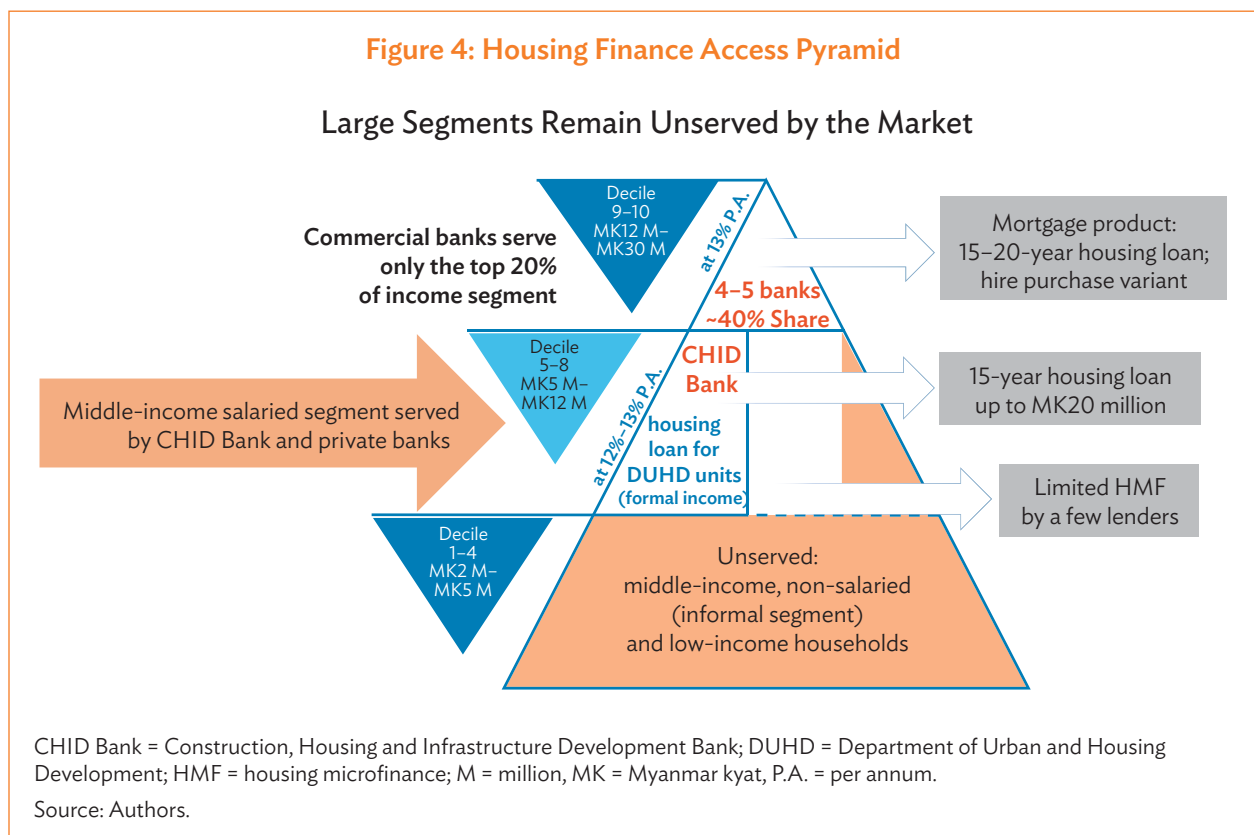 Figure 4: Housing Finance Access Pyramid
Large Segments Remain Unserved by the Market
Commercial banks serve
only the top 20%
of income segment
Decile
9–10
MK12 M–
MK30 M
at 13% P.A.
4–5 banks
~40% Share
Mortgage product:
15–20-year housing loan;
hire purchase variant
Middle-income salaried segment served
by CHID Bank and private banks
Decile
5–8
MK5 M–
MK12 M
at 12%–13% P.A.
CHID
Bank
housing
loan for
DUHD units
(formal income)
15-year housing loan
up to MK20 million
Limited HMF
by a few lenders
Decile
1–4
MK2 M–
MK5 M
Unserved:
middle-income, non-salaried
(informal segment)
and low-income households
CHID Bank = Construction, Housing and Infrastructure Development Bank; DUHD = Department of Urban and Housing
Development; HMF = housing microfinance; M = million, MK = Myanmar kyat, P.A. = per annum.
Source: Authors.